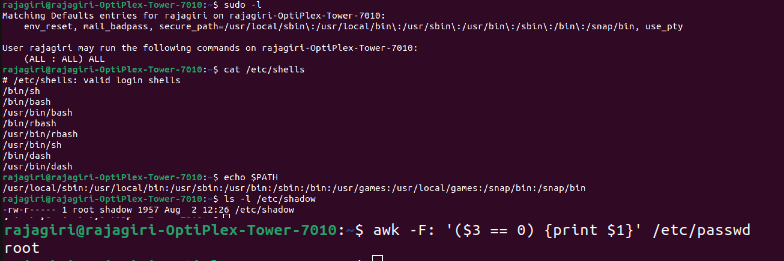 rajagiri@rajagiri-OptiPlex-Tower-7010:~$ sudo -l
Matching Defaults entries for rajagiri on rajagiri-OptiPlex-Tower-7010:
    env_reset, mail_badpass, secure_path=/usr/local/sbin\:/usr/local/bin\:/usr/sbin\:/usr/bin\:/sbin\:/bin\:/snap/bin, use_pty

User rajagiri may run the following commands on rajagiri-OptiPlex-Tower-7010:
    (ALL : ALL) ALL
rajagiri@rajagiri-OptiPlex-Tower-7010:~$ cat /etc/shells
# /etc/shells: valid login shells
/bin/sh
/bin/bash
/usr/bin/bash
/bin/rbash
/usr/bin/rbash
/usr/bin/sh
/bin/dash
/usr/bin/dash
rajagiri@rajagiri-OptiPlex-Tower-7010:~$ echo $PATH
/usr/local/sbin:/usr/local/bin:/usr/sbin:/usr/bin:/sbin:/bin:/usr/games:/usr/local/games:/snap/bin:/snap/bin
rajagiri@rajagiri-OptiPlex-Tower-7010:~$ ls -l /etc/shadow
-rw-r----- 1 root shadow 1957 Aug  2 12:26 /etc/shadow
rajagiri@rajagiri-OptiPlex-Tower-7010:~$ awk -F: '($3 == 0) {print $1}' /etc/passwd
root